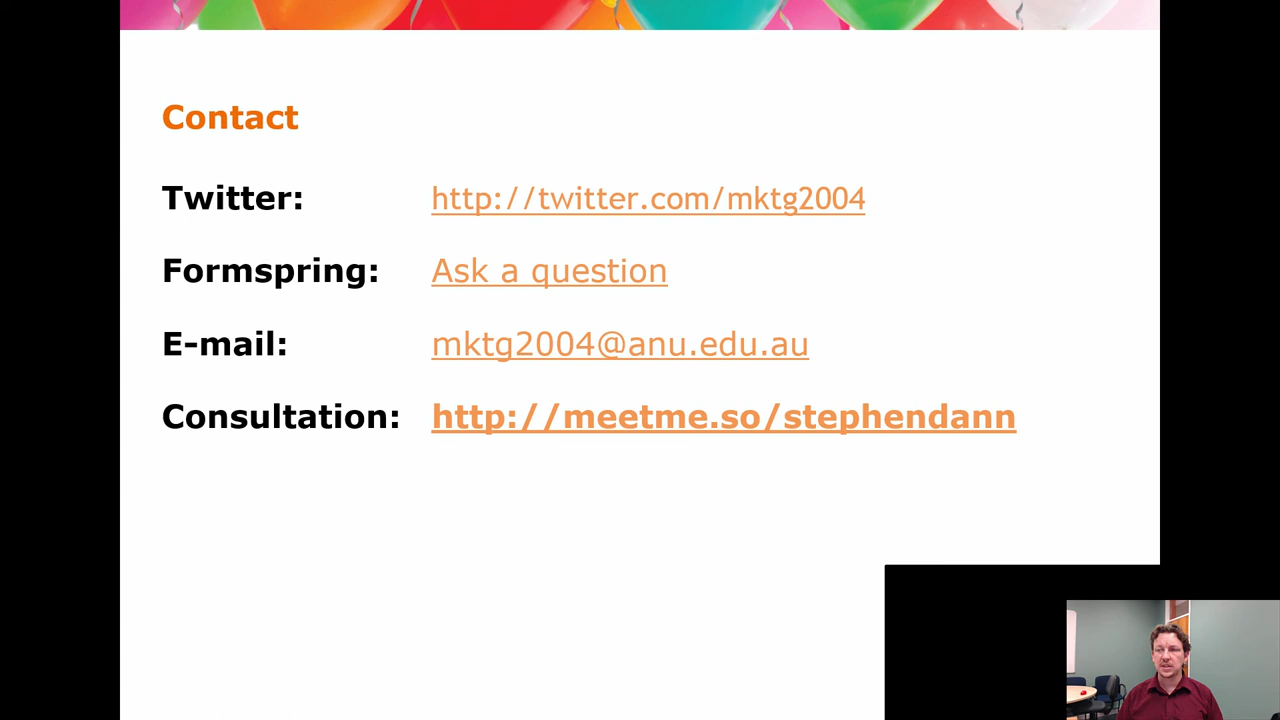 Contact
Twitter: http://twitter.com/mktg2004
Formspring: Ask a question
E-mail: mktg2004@anu.edu.au
Consultation: http://meetme.so/stephendann